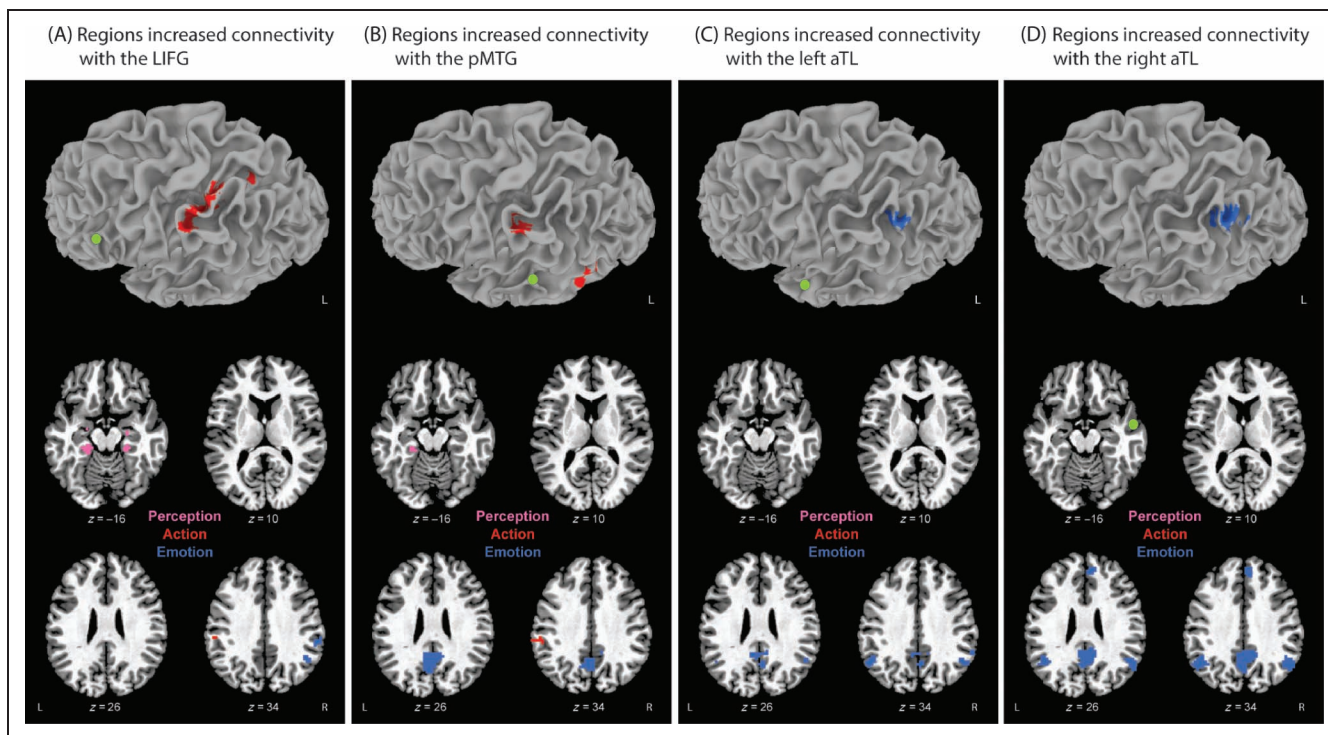 (A) Regions increased connectivity
with the LIFG
(B) Regions increased connectivity
with the pMTG
(C) Regions increased connectivity
with the left aTL
(D) Regions increased connectivity
with the right aTL
L
L
L
L
z = −16
Perception
z = 10
Action
Emotion
z = −16
Perception
z = 10
Action
Emotion
z = −16
Perception
z = 10
Action
Emotion
z = −16
Perception
z = 10
Action
Emotion
L
z = 26
z = 34
R
L
z = 26
z = 34
R
L
z = 26
z = 34
R
L
z = 26
z = 34
R